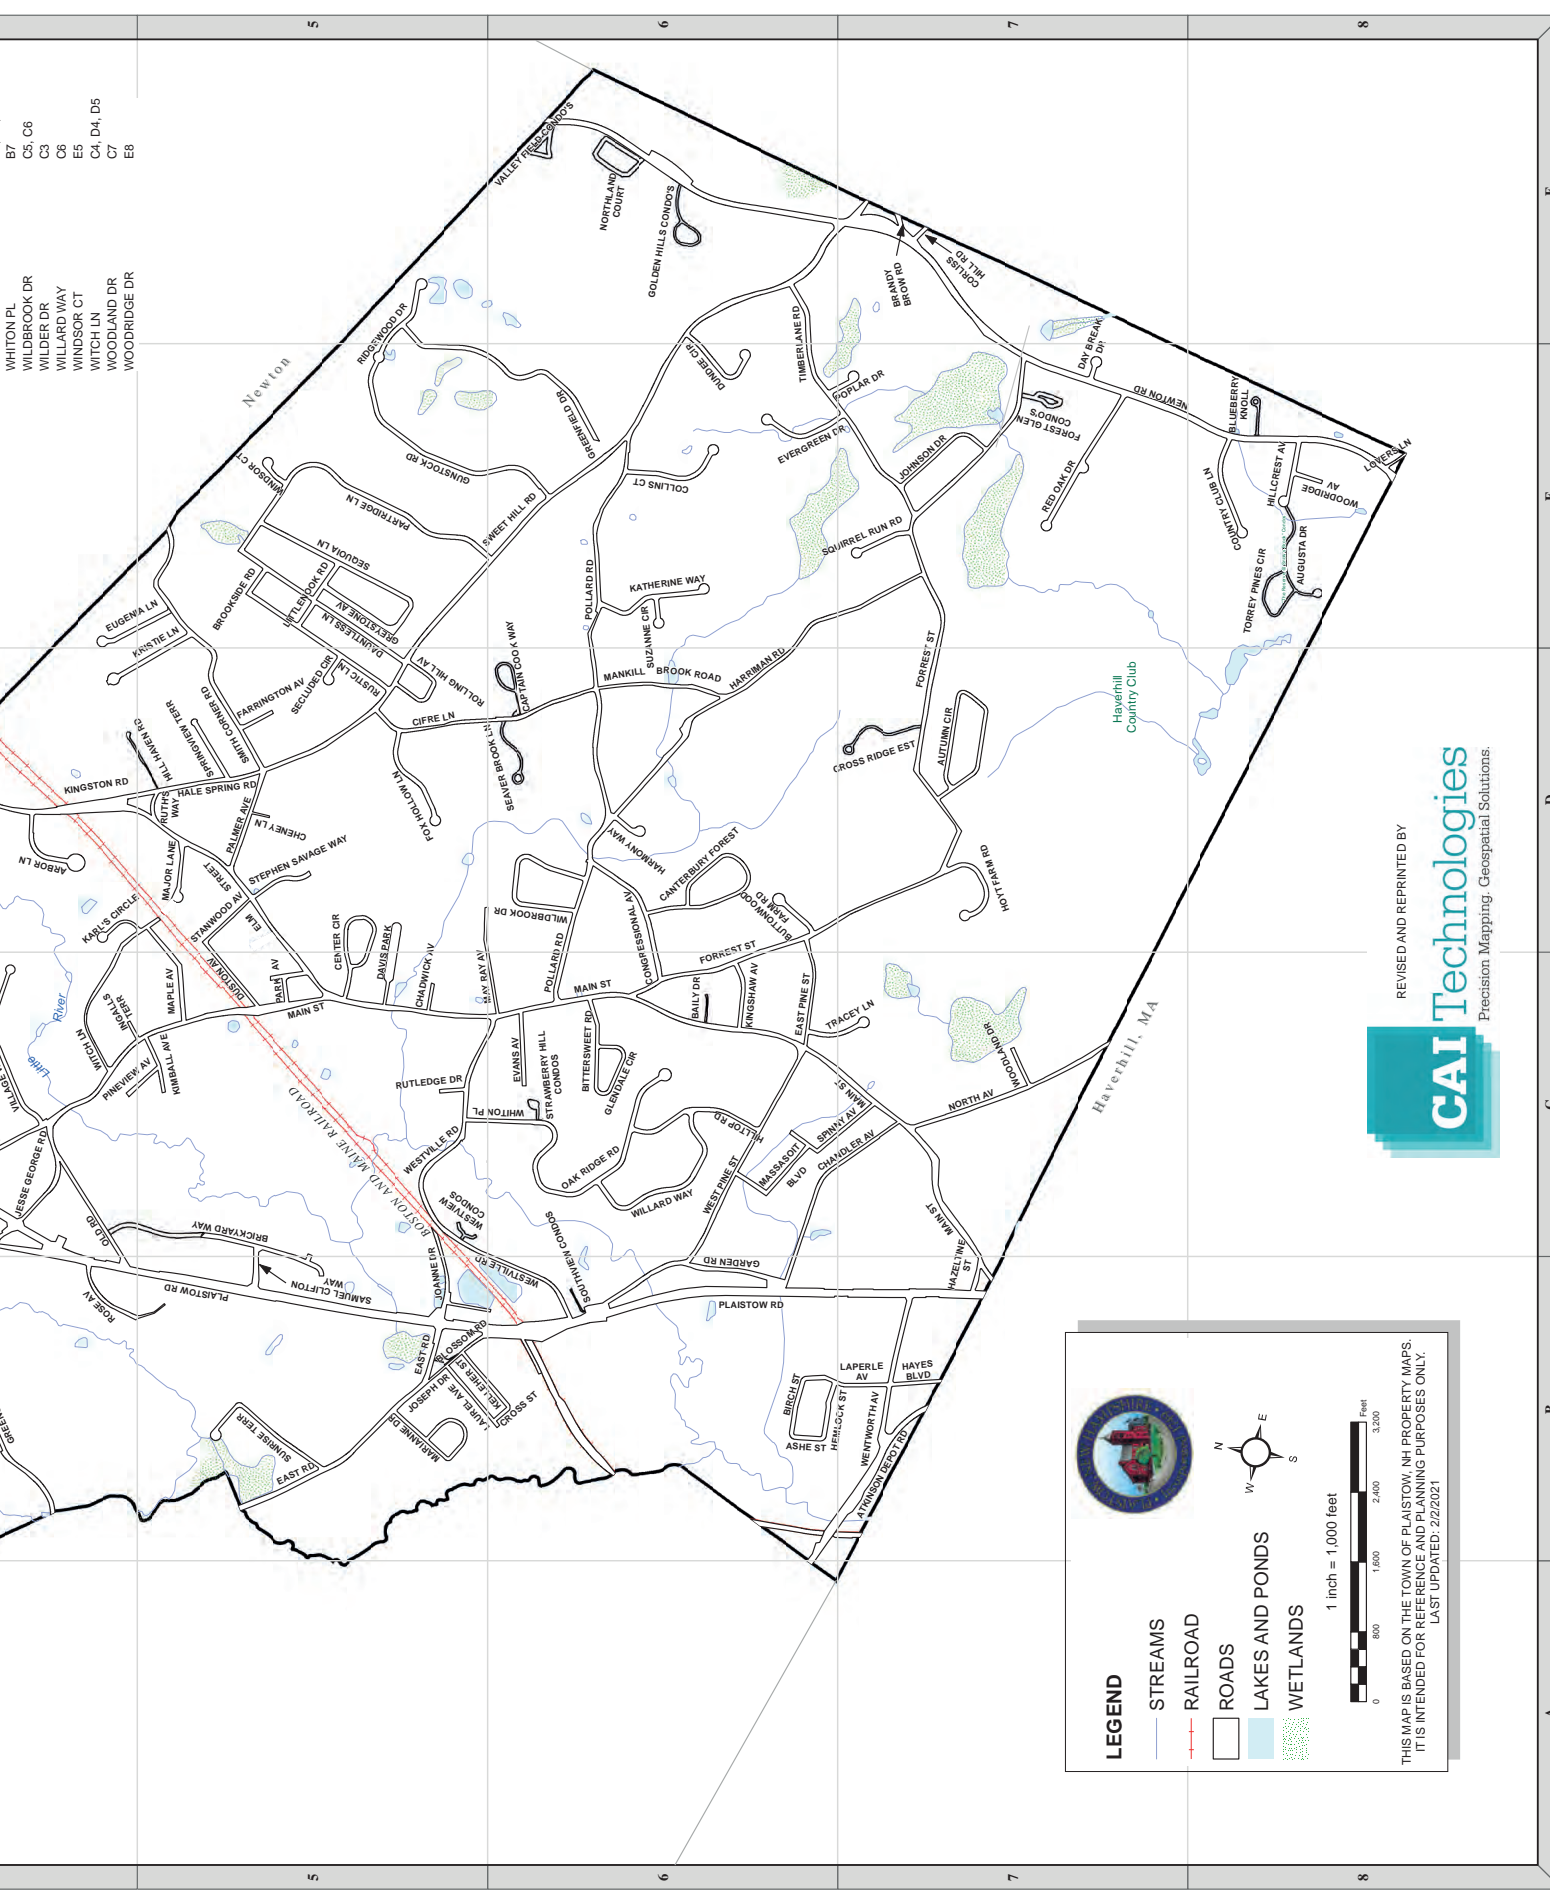 5
6
7
8
B7
C5, C6
C3
C6
E5
C4, D4, D5
C7
E8
WHITON PL
WILDBROOK DR
WILDER DR
WILLARD WAY
WINDSOR CT
WITCH LN
WOODLAND DR
WOODRIDGE DR
VALLEY FIELD CONDO'S
NORTHLAND
COURT
GOLDEN HILLS CONDO'S
BRANDY
BROW RD
CORLISS
HILL RD
Newton
RIDGEWOOD DR
GREENFIELD DR
GUNSTOCK RD
DUNDEE CIR
TIMBERLANE RD
POPLAR DR
EVERGREEN DR
JOHNSON DR
FOREST GLEN
CONDO'S
DAY BREAK
DR
NEWTON RD
BLUEBERRY
KNOLL
RED OAK DR
COUNTRY CLUB LN
HILLCREST AV
WOODRIDGE
AV
LOVERS LN
AUGUSTA DR
TORREY PINES CIR
WINDSOR CT
PARTRIDGE LN
SWEET HILL RD
COLLINS CT
SQUIRREL RUN RD
SEQUOIA LN
BROOKSIDE RD
LITTLENOOK RD
GREYSTONE AV
DAUNTLESS LN
POLLARD RD
KATHERINE WAY
SUZANNE CIR
EUGENIA LN
KRISTIE LN
FARRINGTON AV
SECLUDED CIR
RUSTIC LN
ROLLING HILL AV
CAPTAIN COOK WAY
MANKILL BROOK ROAD
HARRIMAN RD
FORREST ST
Haverhill
Country Club
CIFRE LN
SEAVER BROOK LN
FOX HOLLOW LN
CROSS RIDGE EST
AUTUMN CIR
SMITH CORNER RD
SPRINGVIEW TERR
HILL HAVEN RD
HALE SPRING RD
RUTH'S
WAY
KINGSTON RD
ARBOR LN
MAJOR LANE
PALMER AVE
CHENEY LN
STEPHEN SAVAGE WAY
ELM STREET
STANWOOD AV
KARL'S CIRCLE
HARMONY WAY
CANTERBURY FOREST
BUTTONWOOD
FARM RD
HOYT FARM RD
WILDBROOK DR
POLLARD RD
CONGRESSIONAL AV
FORREST ST
CENTER CIR
DAVIS PARK
CHADWICK AV
MAY RAY AV
MAIN ST
DUSTON AV
PARK AV
MAPLE AV
MAIN ST
INGALLS
TERR
WITCH LN
PINEVIEW AV
KIMBALL AVE
Little River
VILLAGE
BAILY DR
KINGSHAW AV
EAST PINE ST
TRACEY LN
WOODLAND DR
NORTH AV
Haverhill, MA
EVANS AV
STRAWBERRY HILL
CONDOS
BITTERSWEET RD
GLENDALE CIR
RUTLEDGE DR
WHITON PL
WESTVILLE RD
OAK RIDGE RD
WILLARD WAY
HILLTOP RD
WEST PINE ST
MASSASOIT
BLVD
SPINNY AV
MAIN ST
CHANDLER AV
MAIN ST
HAZELTINE
ST
GARDEN RD
PLAISTOW RD
BOSTON AND MAINE RAILROAD
JESSE GEORGE RD
OLD RD
BRICKYARD WAY
SAMUEL CLIFTON
WAY
PLAISTOW RD
ROSE AV
JOANNE DR
WESTVIEW
CONDOS
WESTVILLE RD
SOUTHVIEW CONDOS
EAST RD
BLOSSOM RD
JOSEPH DR
KELLEHER ST
LAUREL AVE
CROSS ST
MARIANNE DR
SUNRISE TERR
EAST RD
BIRCH ST
LAPERLE
AV
HAYES
BLVD
ASHE ST
HEMLOCK ST
WENTWORTH AV
ATKINSON DEPOT RD
REVISED AND REPRINTED BY
CAI Technologies
Precision Mapping. Geospatial Solutions.
LEGEND
STREAMS
RAILROAD
ROADS
LAKES AND PONDS
WETLANDS
N
E
S
W
1 inch = 1,000 feet
0 800 1,600 2,400 3,200
Feet
THIS MAP IS BASED ON THE TOWN OF PLAISTOW, NH PROPERTY MAPS.
IT IS INTENDED FOR REFERENCE AND PLANNING PURPOSES ONLY.
LAST UPDATED: 2/2/2021
5
6
7
8